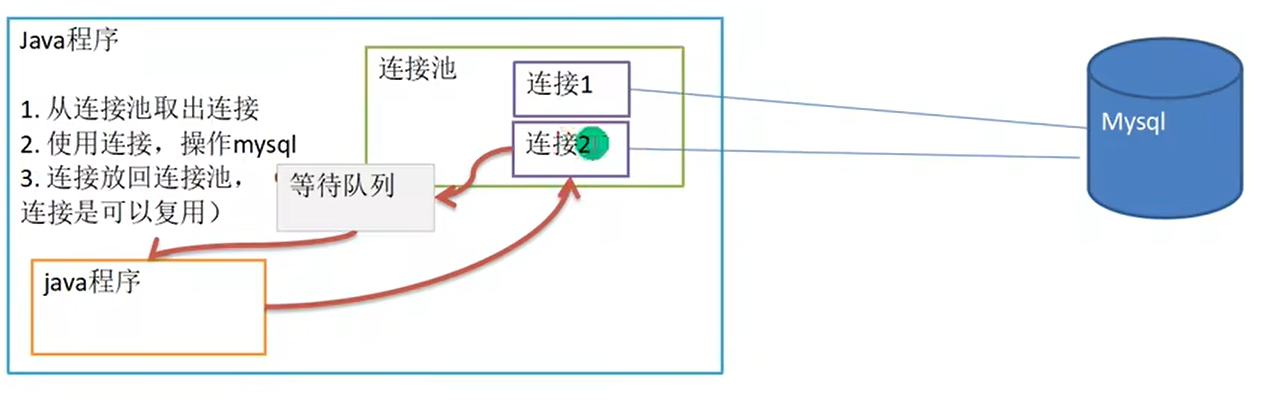 Java程序
1. 从连接池取出连接
2. 使用连接，操作mysql
3. 连接放回连接池，
连接是可以复用）
连接池
连接1
连接2
等待队列
java程序
Mysql